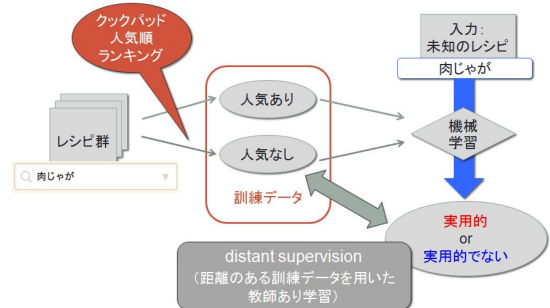 クックパッド
人気順
ランキング
レシピ群
肉じゃが
人気あり
人気なし
訓練データ
入力:
未知のレシピ
肉じゃが
機械
学習
実用的
or
実用的でない
distant supervision
（距離のある訓練データを用いた
教師あり学習）